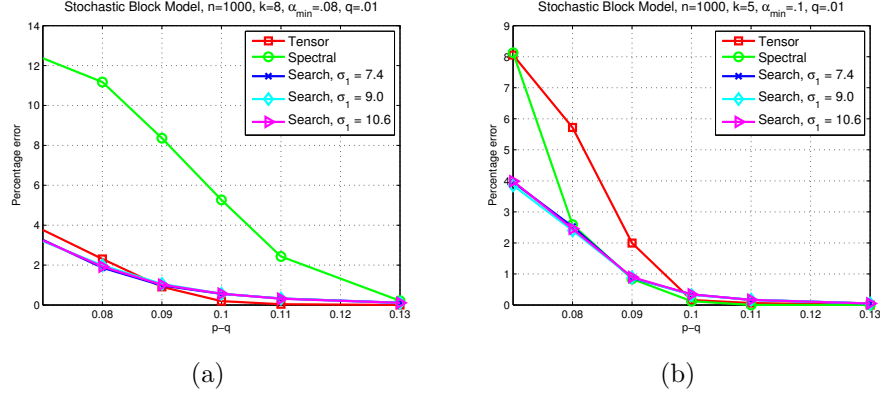 Stochastic Block Model, n=1000, k=8, α_min=.08, q=.01
14
12
10
8
6
4
2
0
Percentage error
Tensor
Spectral
Search, σ_1 = 7.4
Search, σ_1 = 9.0
Search, σ_1 = 10.6
0.08
0.09
0.1
0.11
0.13
p−q
(a)
Stochastic Block Model, n=1000, k=5, α_min=.1, q=.01
9
8
7
6
5
4
3
2
1
0
Percentage error
Tensor
Spectral
Search, σ_1 = 7.4
Search, σ_1 = 9.0
Search, σ_1 = 10.6
0.08
0.09
0.1
0.11
0.13
p−q
(b)